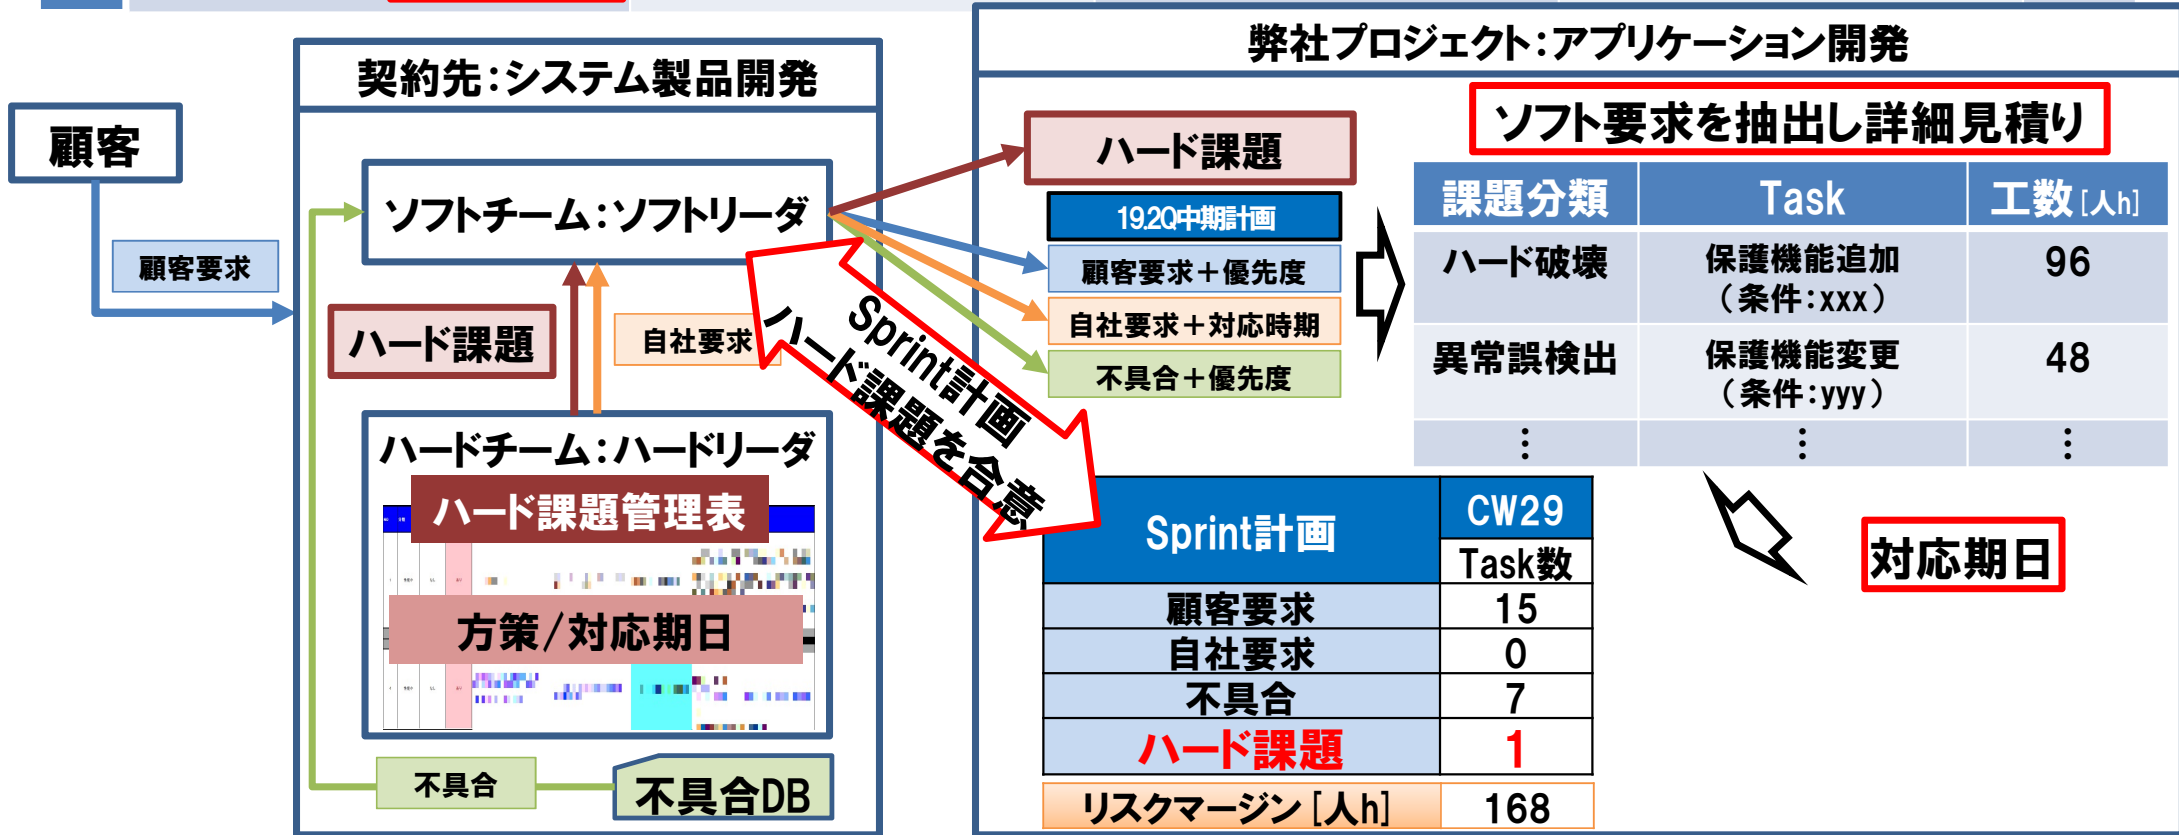 弊社プロジェクト：アプリケーション開発
契約先：システム製品開発
顧客
顧客要求
ソフトチーム：ソフトリーダ
ハード課題
自社要求
ハードチーム：ハードリーダ
ハード課題管理表
方策/対応期日
不具合
不具合DB
Sprint計画
ハード課題を合意
ハード課題
19.2Q中期計画
顧客要求＋優先度
自社要求＋対応時期
不具合＋優先度
ソフト要求を抽出し詳細見積り
課題分類 Task 工数[人h]
ハード破壊 保護機能追加 96
（条件：xxx）
異常誤検出 保護機能変更 48
（条件：yyy）
⋮ ⋮ ⋮
対応期日
Sprint計画 CW29
Task数
顧客要求 15
自社要求 0
不具合 7
ハード課題 1
リスクマージン[人h] 168